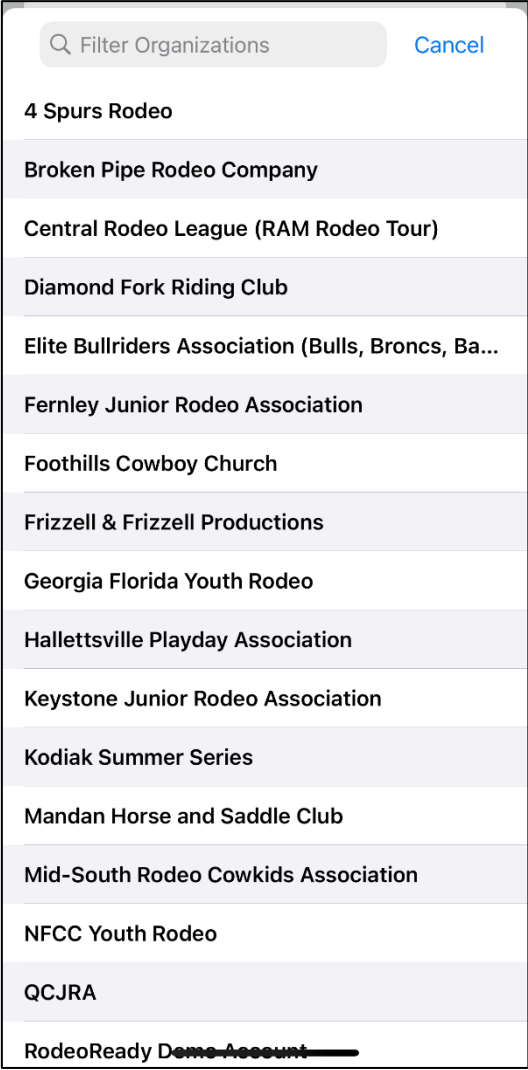 Filter Organizations Cancel
4 Spurs Rodeo
Broken Pipe Rodeo Company
Central Rodeo League (RAM Rodeo Tour)
Diamond Fork Riding Club
Elite Bullriders Association (Bulls, Broncs, Ba...
Fernley Junior Rodeo Association
Foothills Cowboy Church
Frizzell & Frizzell Productions
Georgia Florida Youth Rodeo
Hallettsville Playday Association
Keystone Junior Rodeo Association
Kodiak Summer Series
Mandan Horse and Saddle Club
Mid-South Rodeo Cowkids Association
NFCC Youth Rodeo
QCJRA
RodeoReady Demo Account